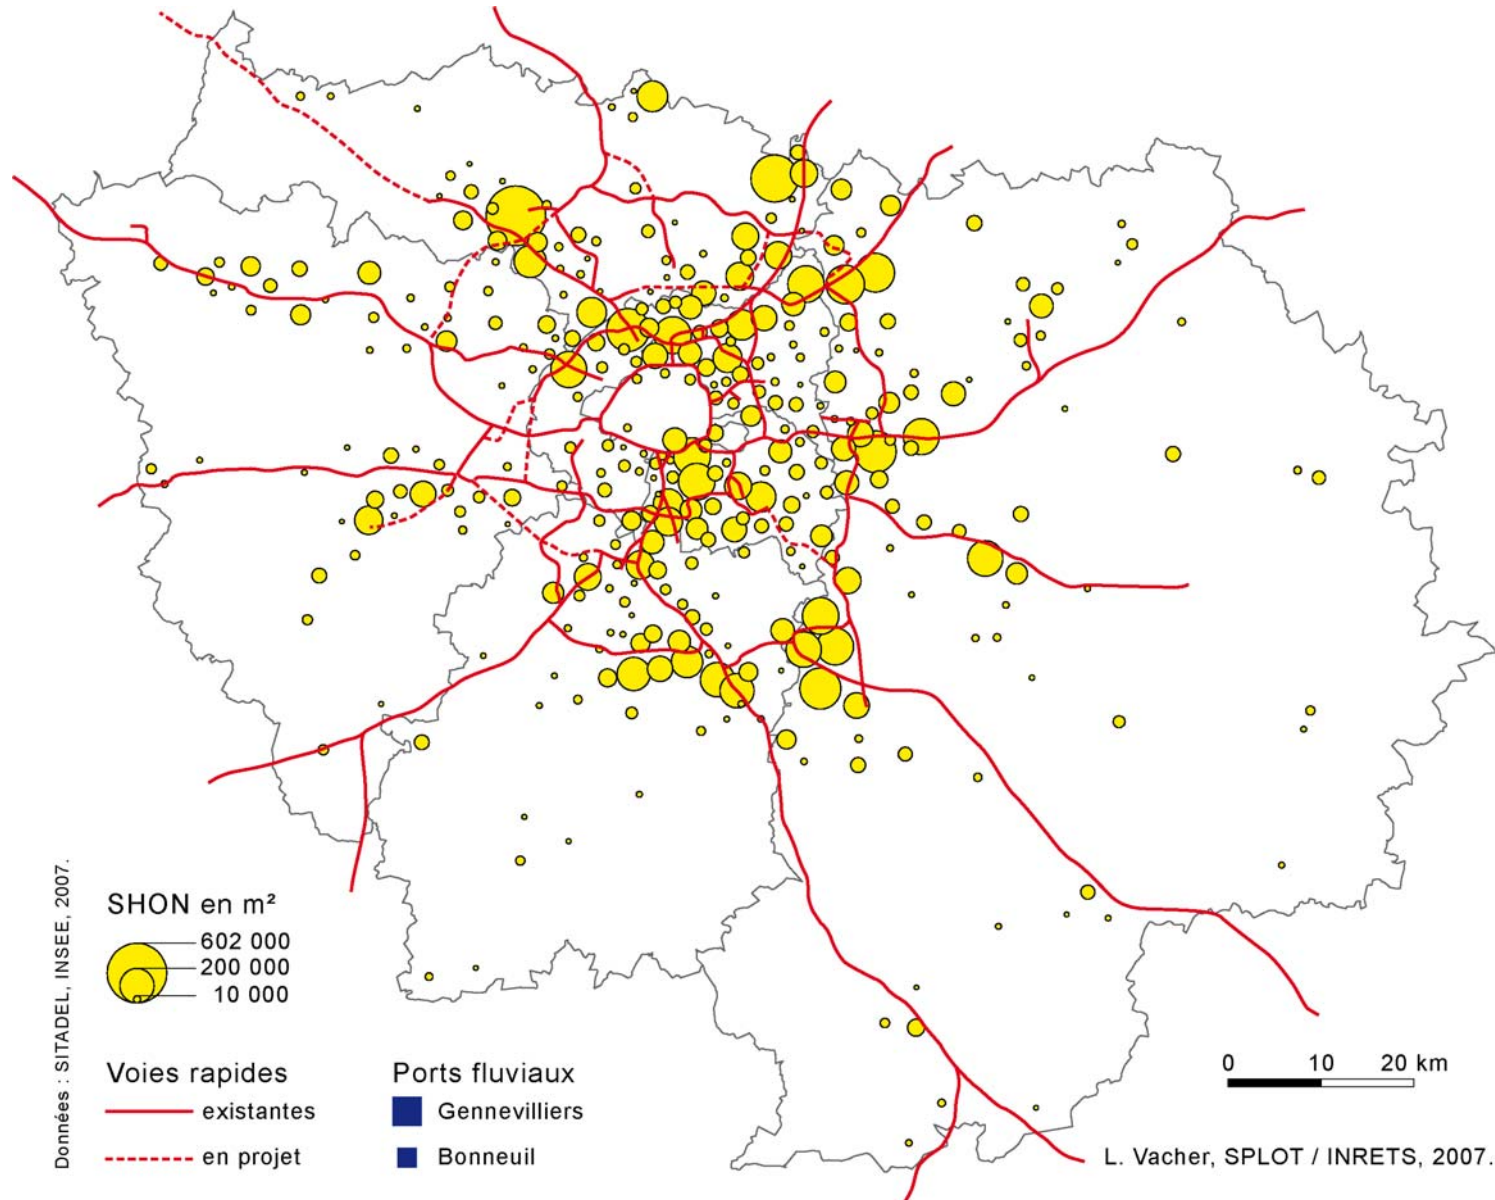 Données : SITADEL, INSEE, 2007.
SHON en m²
602 000
200 000
10 000
Voies rapides
existantes
en projet
Ports fluviaux
Gennevilliers
Bonneuil
0 10 20 km
L. Vacher, SPLOT / INRETS, 2007.